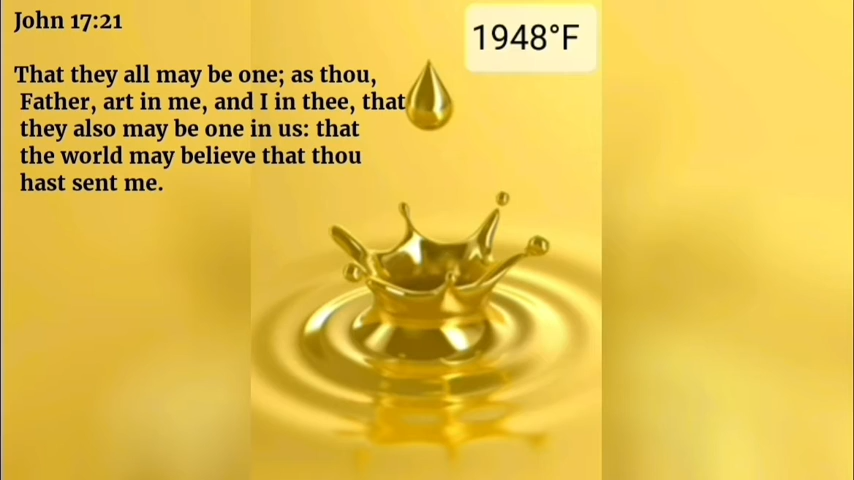 John 17:21
That they all may be one; as thou,
Father, art in me, and I in thee, that
they also may be one in us: that
the world may believe that thou
hast sent me.
1948°F